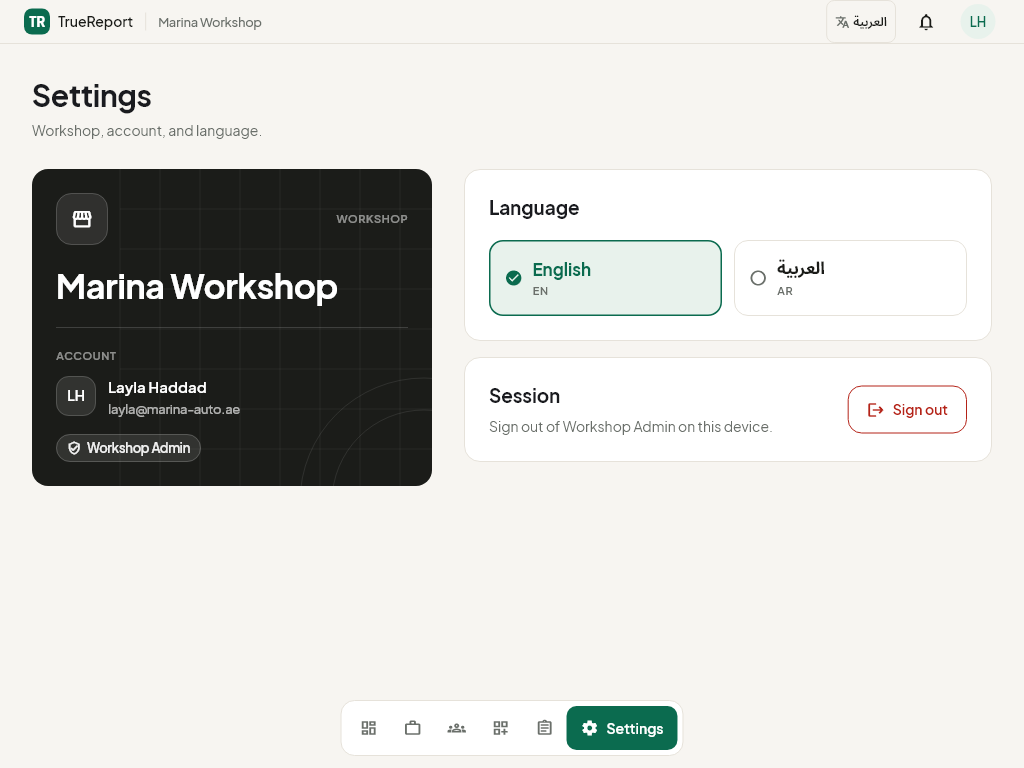 TR TrueReport Marina Workshop العربية LH
Settings
Workshop, account, and language.
WORKSHOP
Marina Workshop
ACCOUNT
LH Layla Haddad
layla@marina-auto.ae
Workshop Admin
Language
English
EN
العربية
AR
Session
Sign out of Workshop Admin on this device.
Sign out
Settings